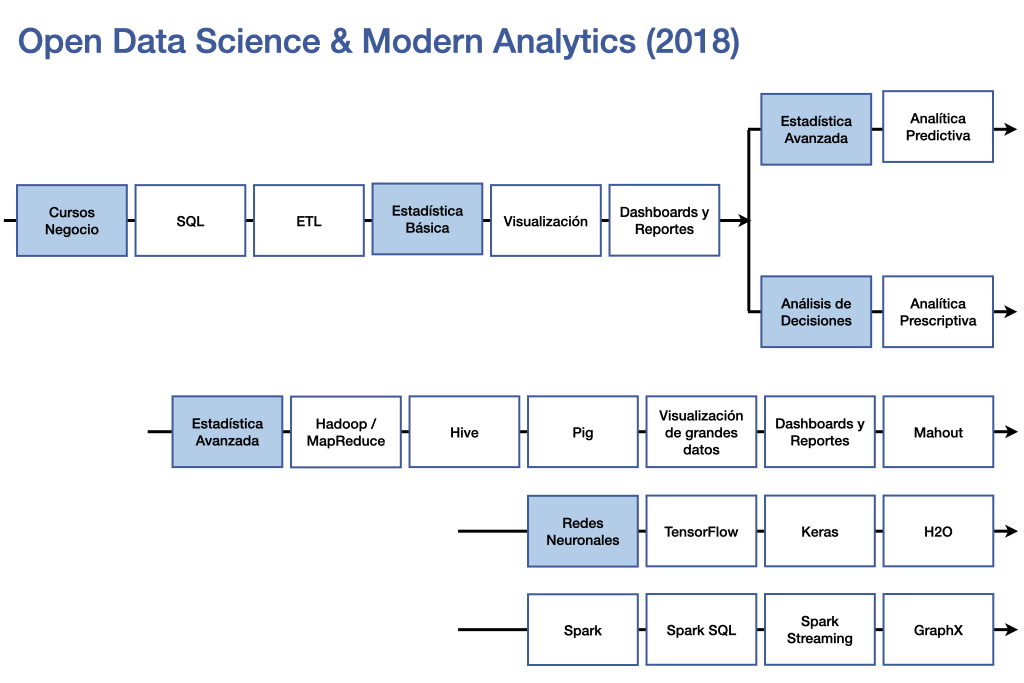 Open Data Science & Modern Analytics (2018)
Estadística
Avanzada
Analítica
Predictiva
Cursos
Negocio
SQL
ETL
Estadística
Básica
Visualización
Dashboards y
Reportes
Análisis de
Decisiones
Analítica
Prescriptiva
Estadística
Avanzada
Hadoop /
MapReduce
Hive
Pig
Visualización
de grandes
datos
Dashboards y
Reportes
Mahout
Redes
Neuronales
TensorFlow
Keras
H2O
Spark
Spark SQL
Spark
Streaming
GraphX